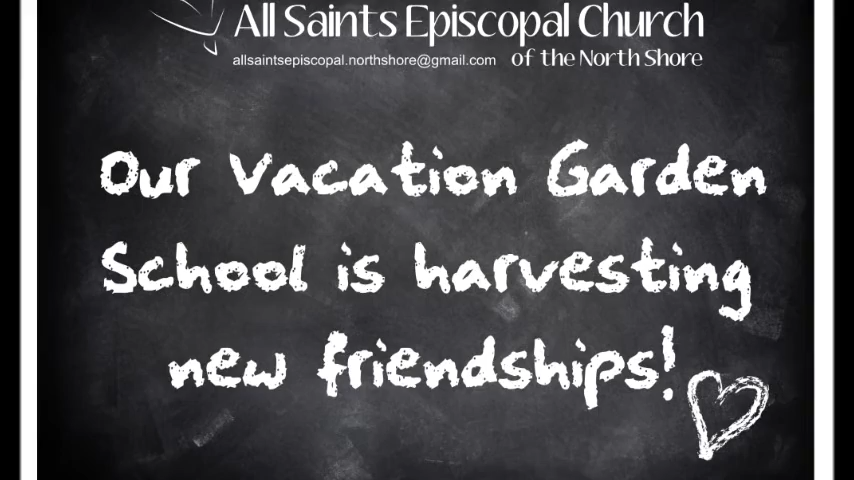 All Saints Episcopal Church
allsaintsepiscopal.northshore@gmail.com of the North Shore
Our Vacation Garden
School is harvesting
new friendships!